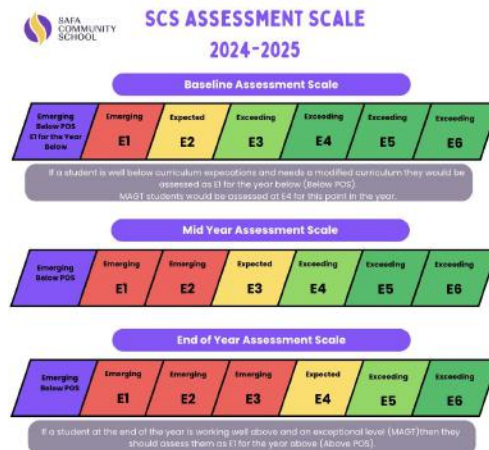 SAFA
COMMUNITY
SCHOOL
SCS ASSESSMENT SCALE
2024-2025
Baseline Assessment Scale
Emerging
Below POS
E1 for the Year
Below
Emerging
E1
Expected
E2
Exceeding
E3
Exceeding
E4
Exceeding
E5
Exceeding
E6
If a student is well below curriculum expecations and needs a modified curriculum they would be
assessed as E1 for the year below (Below POS).
MAGT students would be assessed at E4 for this point in the year.
Mid Year Assessment Scale
Emerging
Below POS
Emerging
E1
Emerging
E2
Expected
E3
Exceeding
E4
Exceeding
E5
Exceeding
E6
End of Year Assessment Scale
Emerging
Below POS
Emerging
E1
Emerging
E2
Emerging
E3
Expected
E4
Exceeding
E5
Exceeding
E6
If a student at the end of the year is working well above and an exceptional level (MAGT)then they
should assess them as E1 for the year above (Above POS).